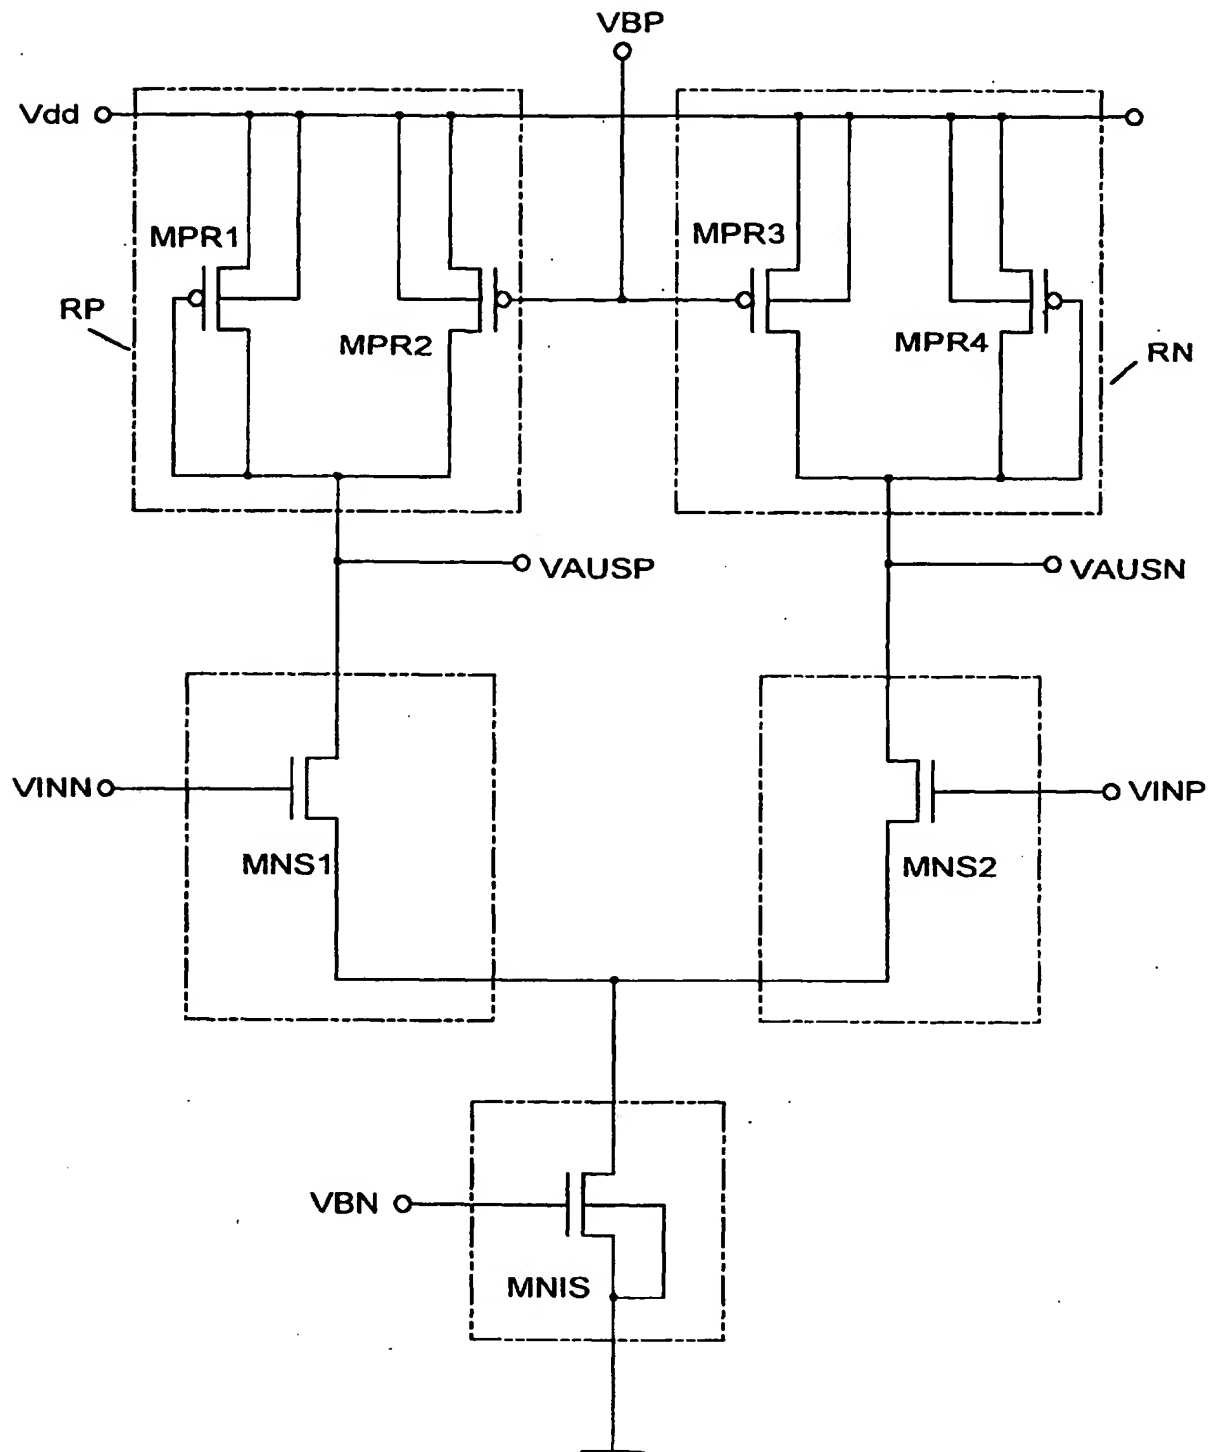 VBP
Vdd
MPR1
MPR3
RP
MPR2
MPR4
RN
VAUSP
VAUSN
VINN
VINP
MNS1
MNS2
VBN
MNIS